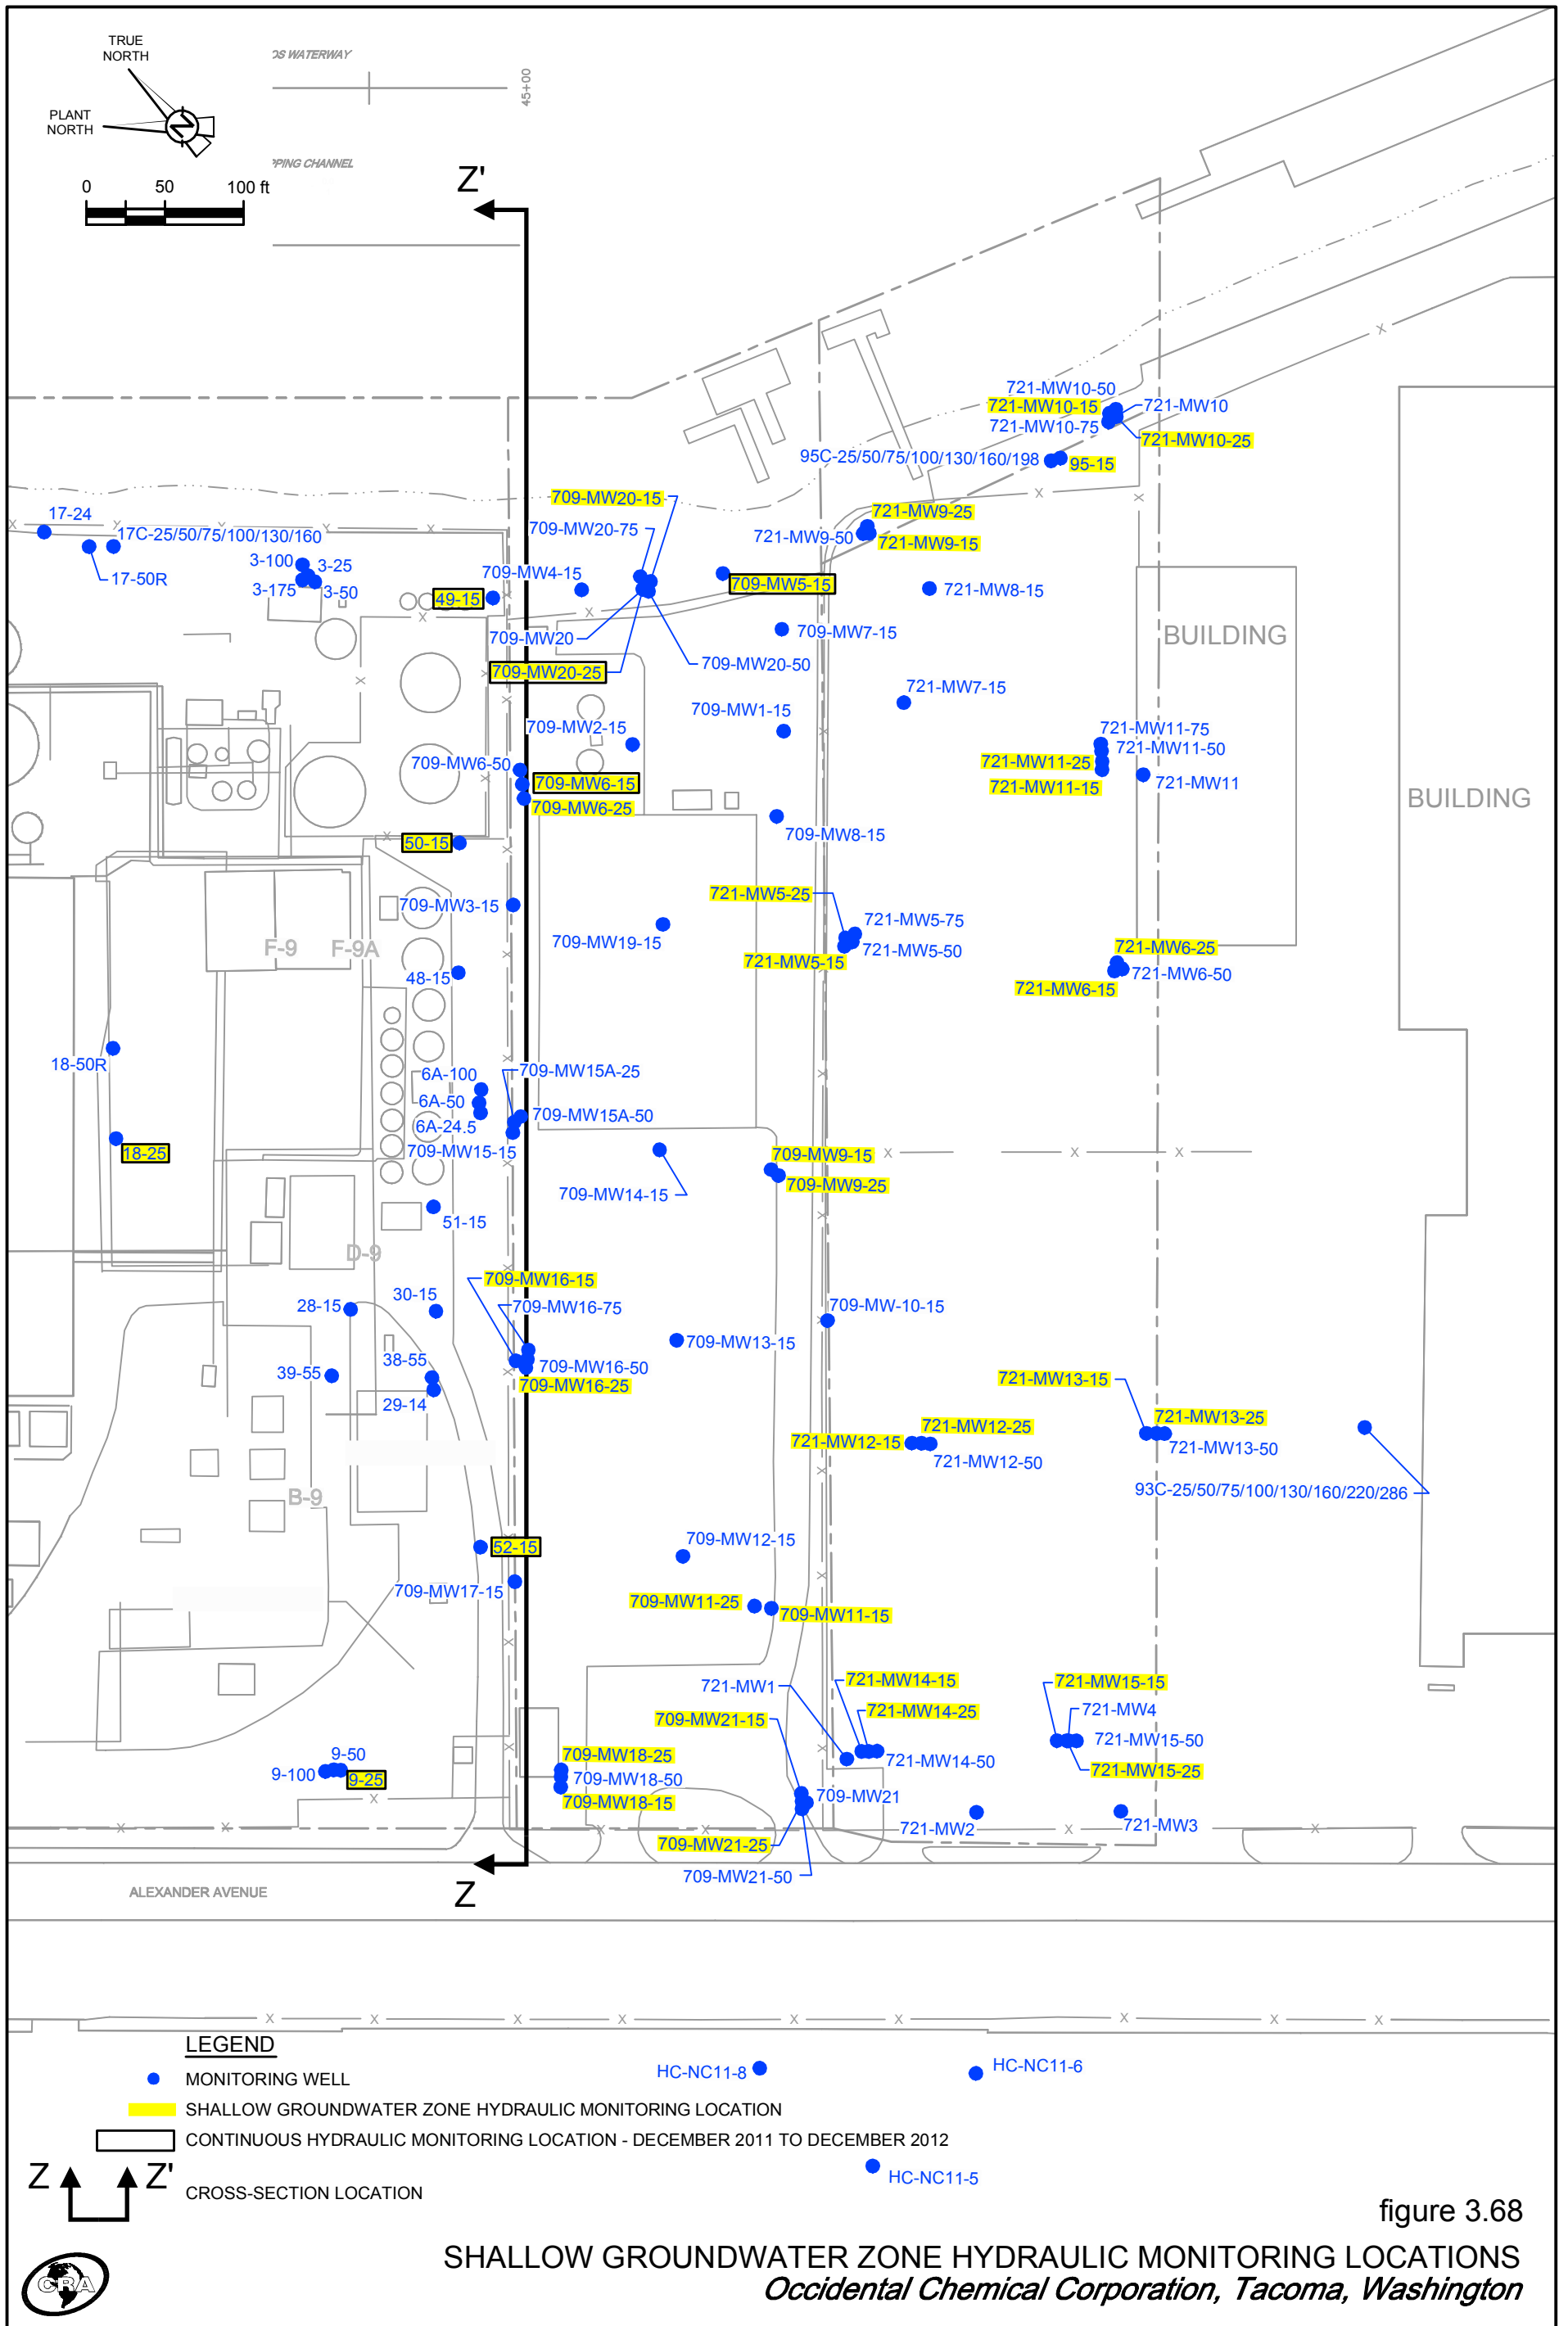 TRUE
NORTH
PLANT
NORTH
OS WATERWAY
45+00
PPING CHANNEL
0 50 100 ft
Z'
721-MW10-50
721-MW10-15
721-MW10
721-MW10-75
721-MW10-25
95C-25/50/75/100/130/160/198
95-15
17-24
17C-25/50/75/100/130/160
17-50R
3-100
3-25
3-175
3-50
49-15
709-MW20-15
709-MW20-75
709-MW4-15
709-MW20
709-MW20-25
709-MW20-50
709-MW5-15
721-MW9-25
721-MW9-50
721-MW9-15
721-MW8-15
709-MW7-15
BUILDING
721-MW7-15
709-MW1-15
709-MW2-15
709-MW6-50
709-MW6-15
709-MW6-25
721-MW11-75
721-MW11-50
721-MW11-25
721-MW11
721-MW11-15
BUILDING
709-MW8-15
50-15
709-MW3-15
721-MW5-25
721-MW5-75
721-MW5-50
721-MW5-15
709-MW19-15
F-9
F-9A
48-15
721-MW6-25
721-MW6-50
721-MW6-15
18-50R
18-25
6A-100
6A-50
6A-24.5
709-MW15A-25
709-MW15A-50
709-MW15-15
709-MW9-15
709-MW9-25
709-MW14-15
51-15
D-9
709-MW16-15
28-15
30-15
709-MW16-75
709-MW-10-15
709-MW13-15
39-55
38-55
709-MW16-50
709-MW16-25
29-14
721-MW13-15
721-MW13-25
721-MW13-50
721-MW12-25
721-MW12-15
721-MW12-50
93C-25/50/75/100/130/160/220/286
B-9
52-15
709-MW12-15
709-MW17-15
709-MW11-25
709-MW11-15
721-MW1
721-MW14-15
721-MW14-25
721-MW14-50
721-MW15-15
721-MW4
721-MW15-50
721-MW15-25
709-MW21-15
9-50
9-100
9-25
709-MW18-25
709-MW18-50
709-MW18-15
709-MW21
721-MW2
721-MW3
709-MW21-25
709-MW21-50
Z
ALEXANDER AVENUE
LEGEND
MONITORING WELL
SHALLOW GROUNDWATER ZONE HYDRAULIC MONITORING LOCATION
CONTINUOUS HYDRAULIC MONITORING LOCATION - DECEMBER 2011 TO DECEMBER 2012
Z Z'
CROSS-SECTION LOCATION
HC-NC11-8
HC-NC11-6
HC-NC11-5
figure 3.68
CRA
SHALLOW GROUNDWATER ZONE HYDRAULIC MONITORING LOCATIONS
Occidental Chemical Corporation, Tacoma, Washington